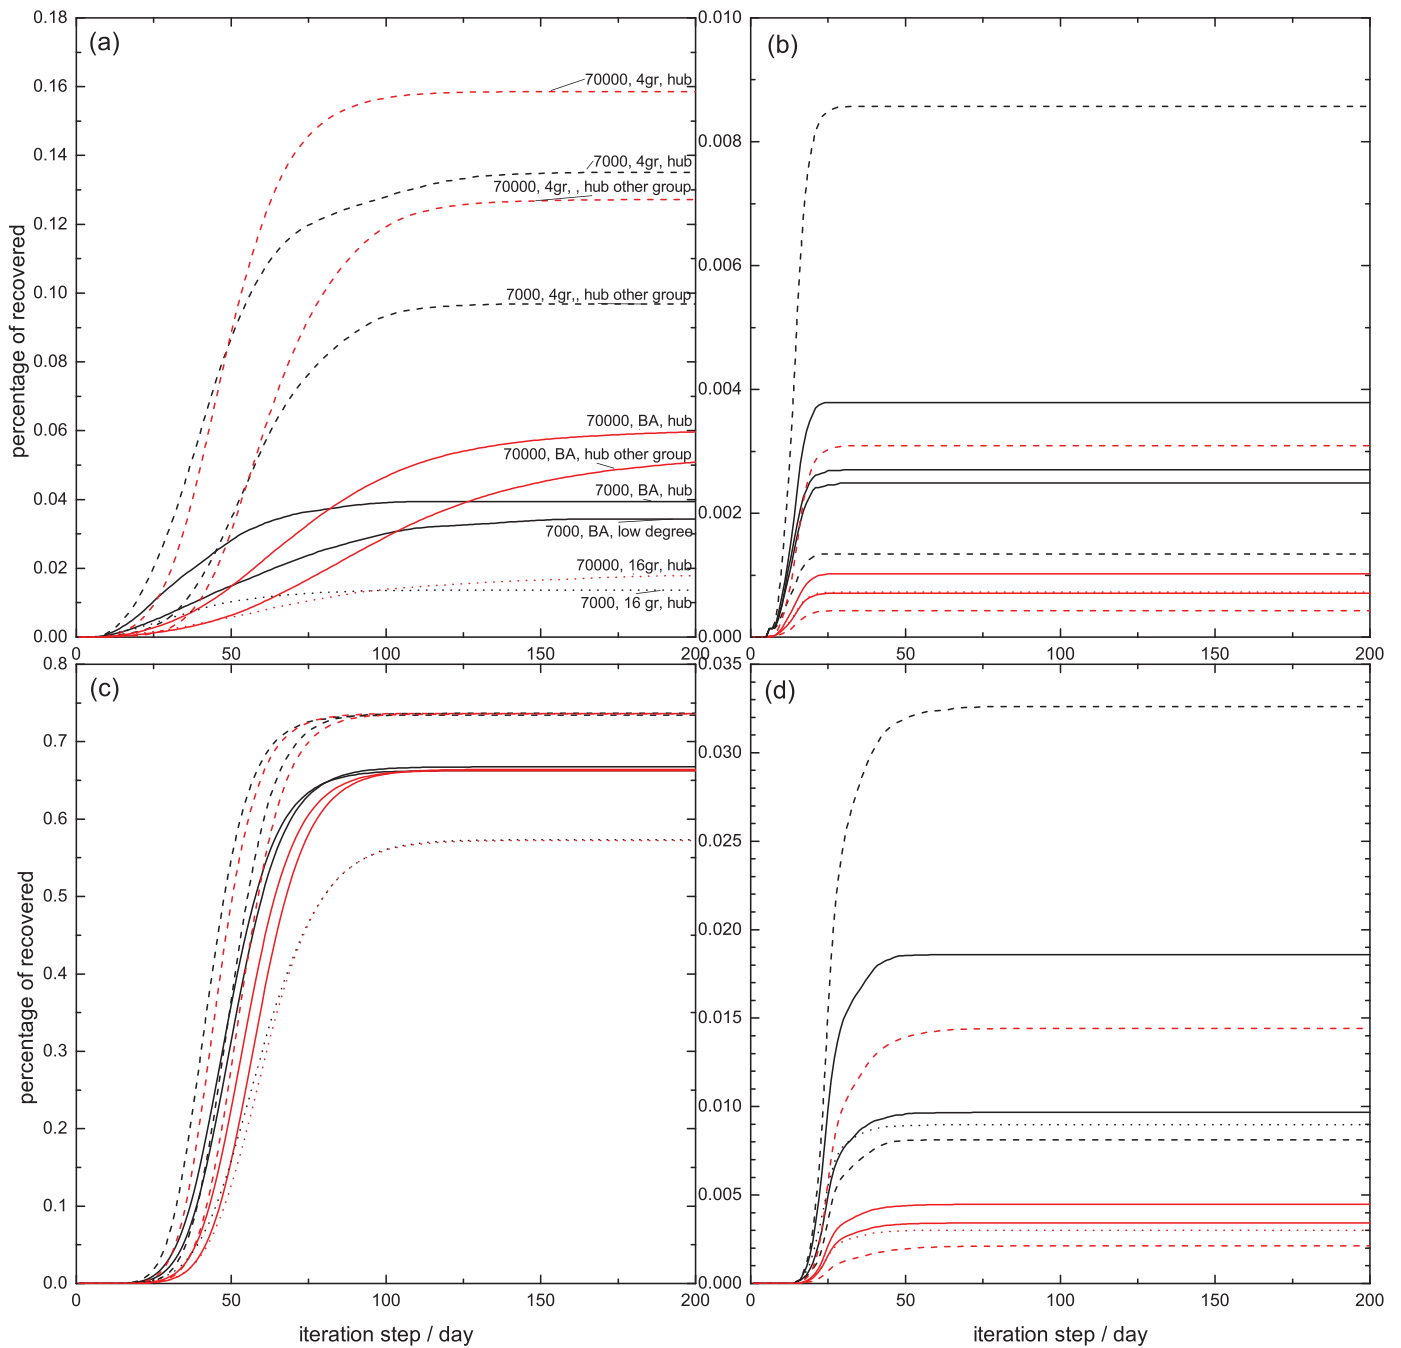 (a)
0.18
0.16
0.14
0.12
0.10
0.08
0.06
0.04
0.02
0.00
percentage of recovered
70000, 4gr, hub
7000, 4gr, hub
70000, 4gr, , hub other group
7000, 4gr,, hub other group
70000, BA, hub
70000, BA, hub other group
7000, BA, hub
7000, BA, low degree
70000, 16gr, hub
7000, 16 gr, hub
0 50 100 150 200
(b)
0.010
0.008
0.006
0.004
0.002
0.000
0 50 100 150 200
(c)
0.8
0.7
0.6
0.5
0.4
0.3
0.2
0.1
0.0
percentage of recovered
0 50 100 150 200
iteration step / day
(d)
0.035
0.030
0.025
0.020
0.015
0.010
0.005
0.000
0 50 100 150 200
iteration step / day